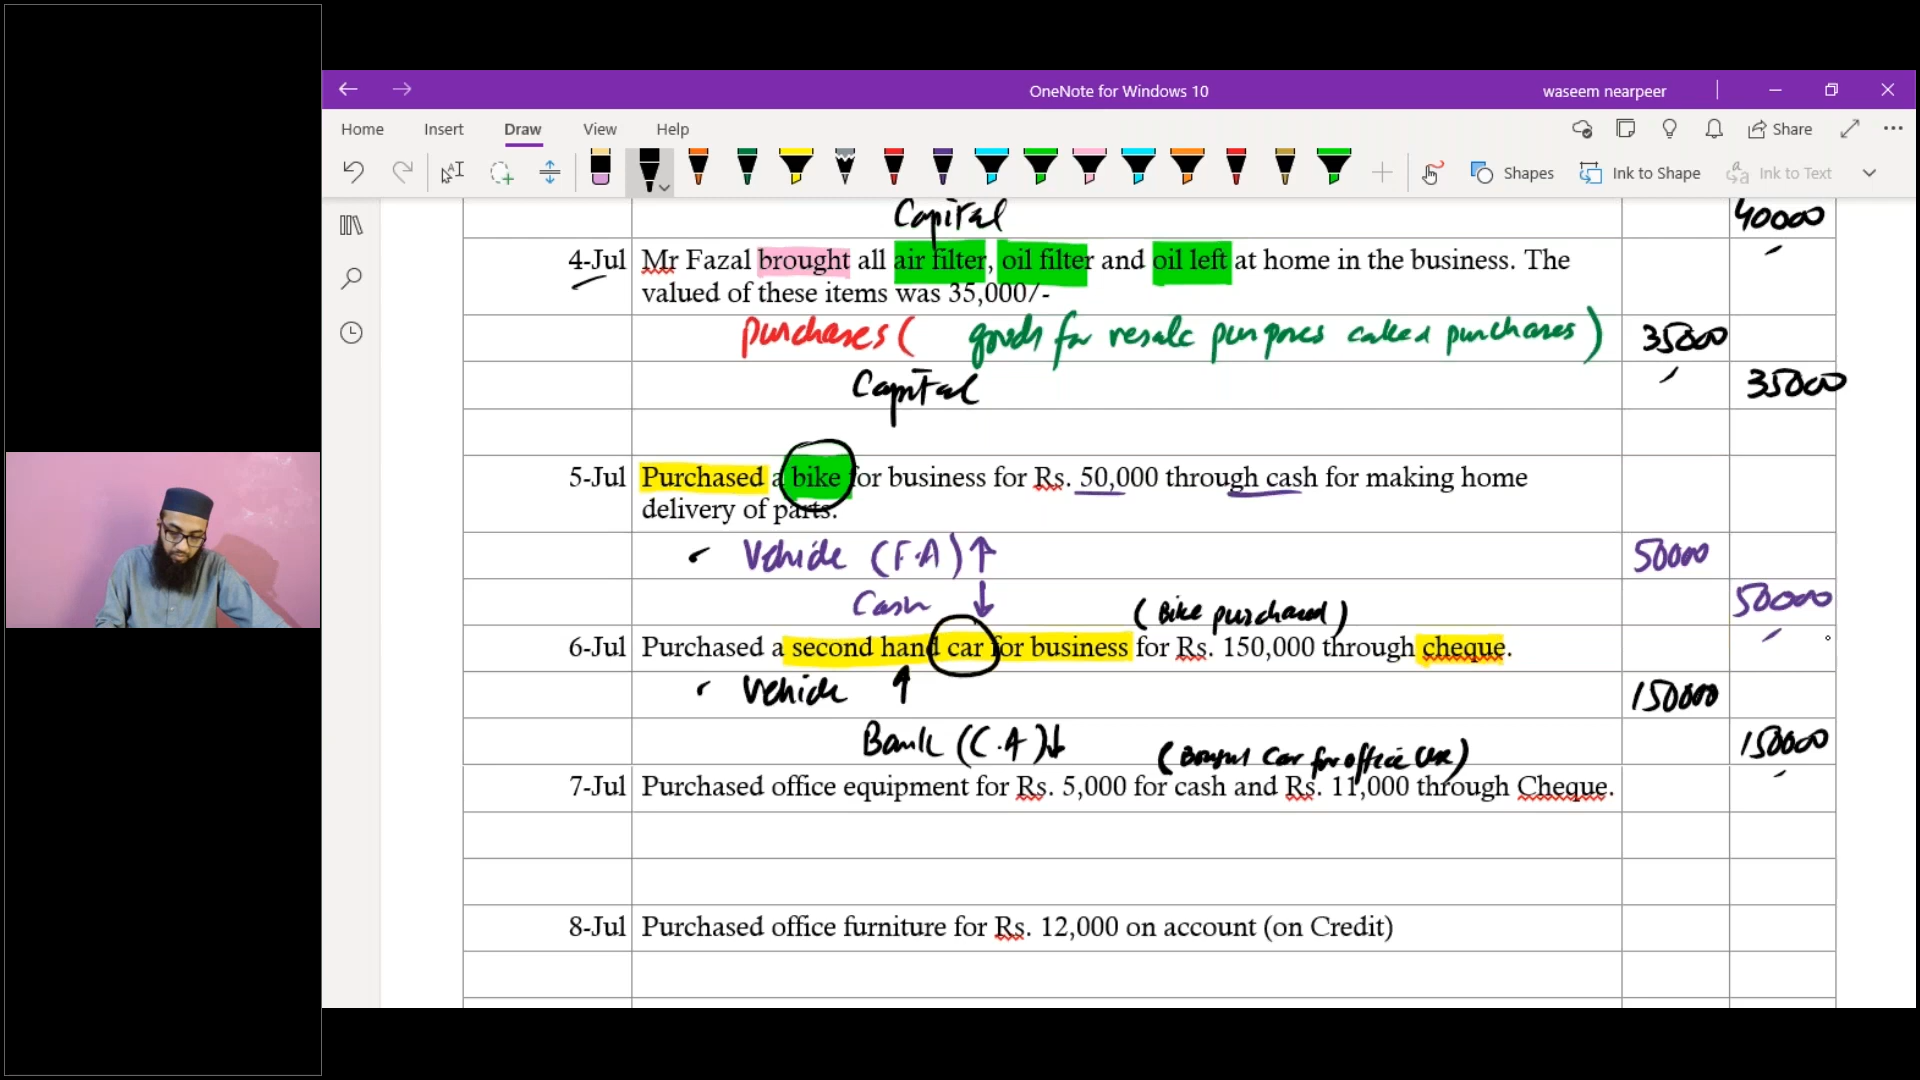 OneNote for Windows 10
waseem nearpeer
Home Insert Draw View Help
Share
Shapes
Ink to Shape
Ink to Text
Capital 40000
4-Jul Mr Fazal brought all air filter, oil filter and oil left at home in the business. The
valued of these items was 35,000/-
purchases ( goods for resale purposes called purchases ) 35000
Capital 35000
5-Jul Purchased a bike for business for Rs. 50,000 through cash for making home
delivery of parts.
Vehicle (F.A) ↑ 50000
Cash ↓ 50000
(Bike purchased)
6-Jul Purchased a second hand car for business for Rs. 150,000 through cheque.
Vehicle ↑ 150000
Bank (C.A) ↓ 150000
(Bought Car for office Use)
7-Jul Purchased office equipment for Rs. 5,000 for cash and Rs. 11,000 through Cheque.
8-Jul Purchased office furniture for Rs. 12,000 on account (on Credit)